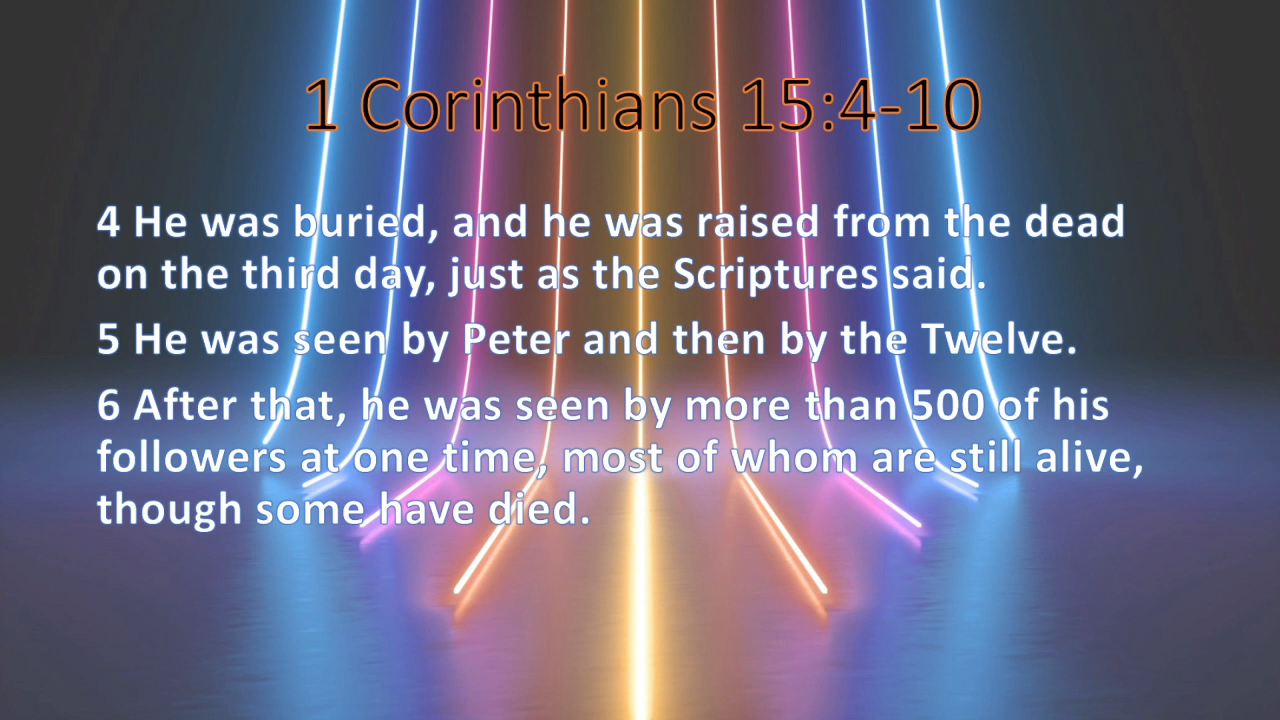 1 Corinthians 15:4-10
4 He was buried, and he was raised from the dead
on the third day, just as the Scriptures said.
5 He was seen by Peter and then by the Twelve.
6 After that, he was seen by more than 500 of his
followers at one time, most of whom are still alive,
though some have died.